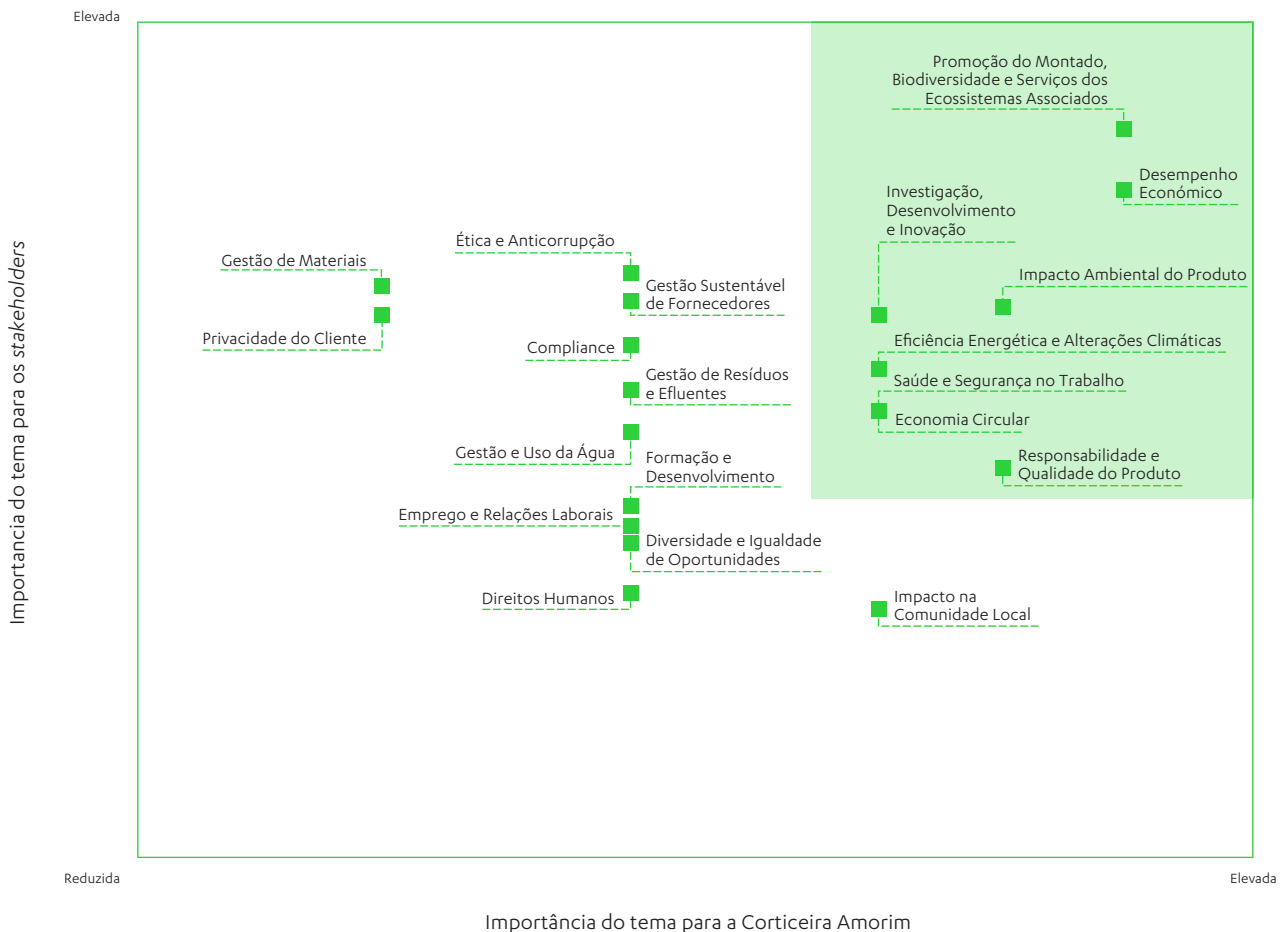 Elevada
Promoção do Montado,
Biodiversidade e Serviços dos
Ecossistemas Associados
Desempenho
Económico
Investigação,
Desenvolvimento
e Inovação
Ética e Anticorrupção
Gestão de Materiais
Impacto Ambiental do Produto
Gestão Sustentável
de Fornecedores
Privacidade do Cliente
Compliance
Eficiência Energética e Alterações Climáticas
Gestão de Resíduos
e Efluentes
Saúde e Segurança no Trabalho
Economia Circular
Gestão e Uso da Água
Formação e
Desenvolvimento
Responsabilidade e
Qualidade do Produto
Emprego e Relações Laborais
Diversidade e Igualdade
de Oportunidades
Direitos Humanos
Impacto na
Comunidade Local
Importancia do tema para os stakeholders
Reduzida
Elevada
Importância do tema para a Corticeira Amorim